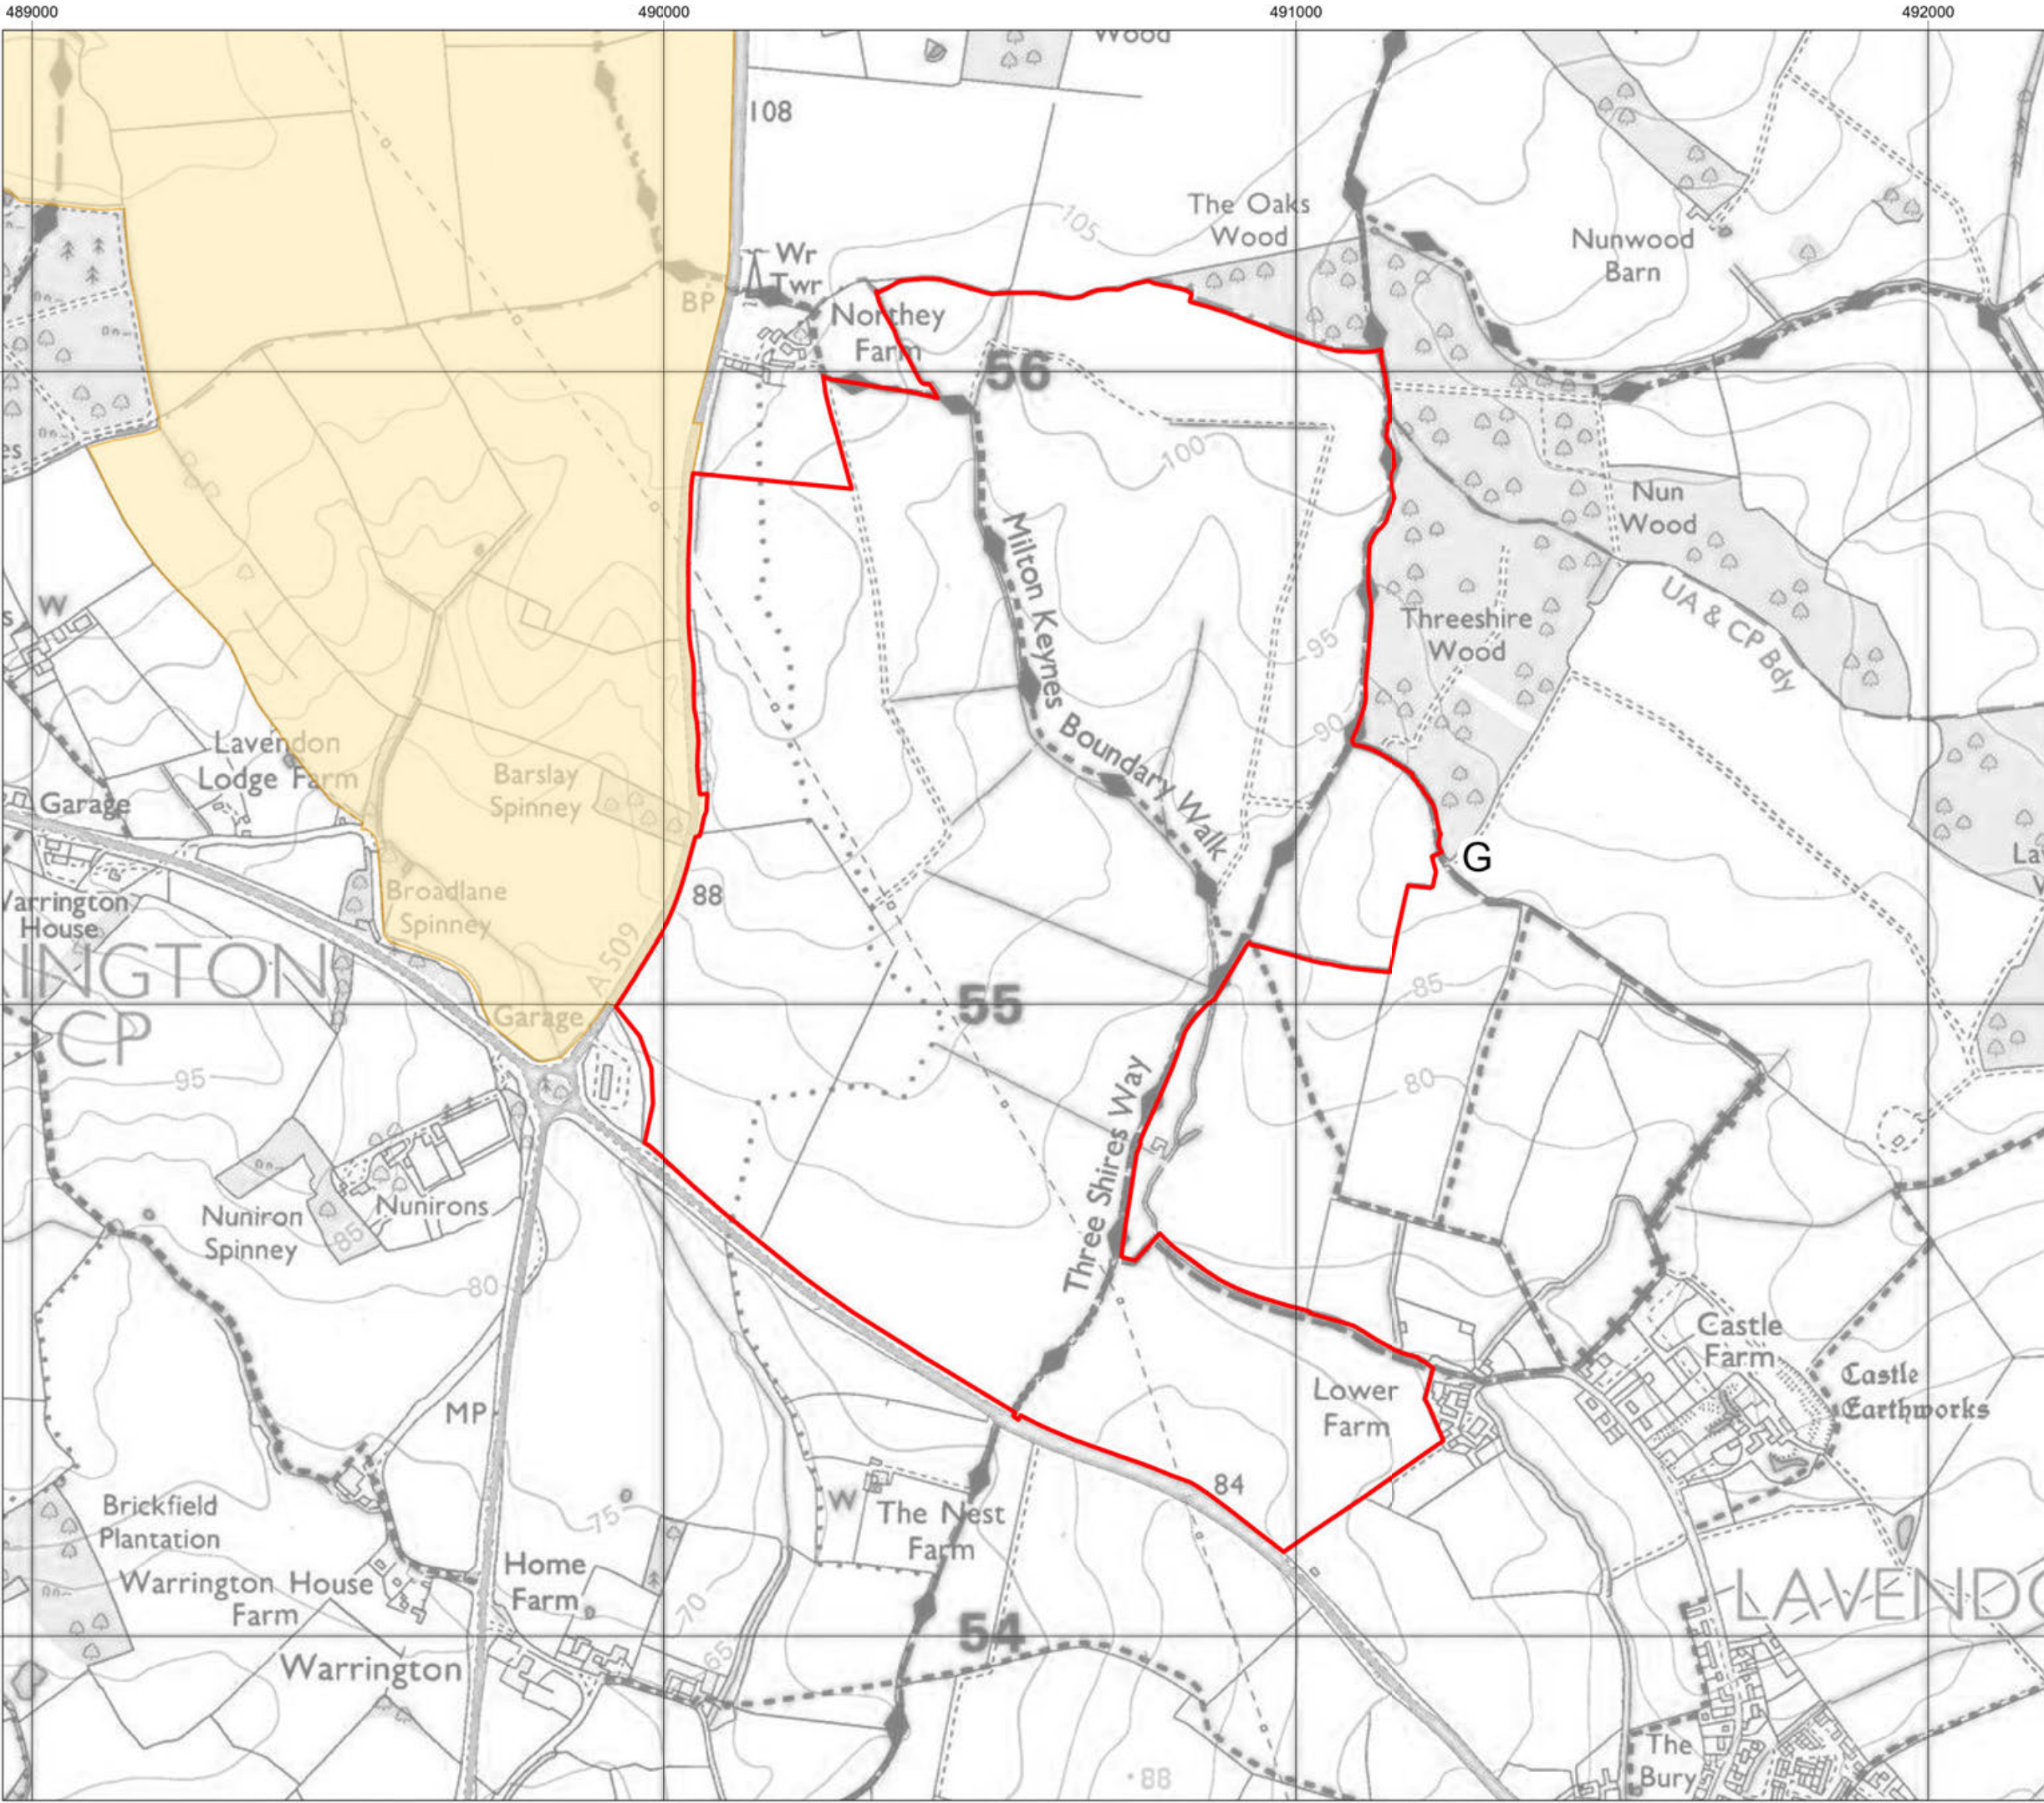 489000
490000
491000
492000
Wood
108
The Oaks
Wood
105
Nunwood
Barn
Wr
Twr
BP
Northey
Farm
56
100
Nun
Wood
Milton Keynes Boundary Walk
UA & CP Bdy
W
Threeshire
Wood
95
90
Lavendon
Lodge Farm
Barslay
Spinney
Garage
G
88
Broadlane
Spinney
Warrington
House
A 509
INGTON
CP
85
55
Garage
95
80
Three Shires Way
Nuniron
Spinney
85
Nunirons
80
Castle
Farm
Castle
Earthworks
Lower
Farm
MP
84
W
The Nest
Farm
75
Brickfield
Plantation
Home
Farm
Warrington House
Farm
70
LAVENDO
54
65
Warrington
88
The
Bury